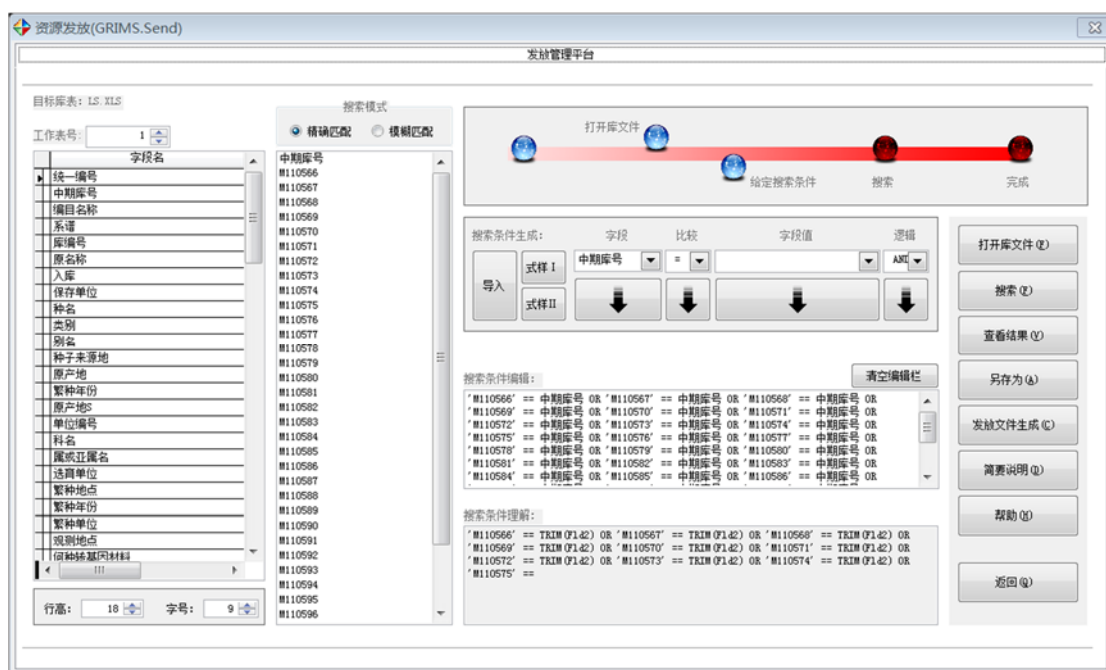 资源发放(GRIMS.Send)
发放管理平台
目标库表: LS.XLS
工作表号: 1
字段名
统一编号
中期库号
编目名称
系谱
库编号
原名称
入库
保存单位
种名
类别
别名
种子来源地
原产地
繁种年份
原产地S
单位编号
科名
属或亚属名
选育单位
繁种地点
繁种年份
繁种单位
观测地点
何种转基因材料
行高: 18 字号: 9
搜索模式
精确匹配 模糊匹配
中期库号
M110566
M110567
M110568
M110569
M110570
M110571
M110572
M110573
M110574
M110575
M110576
M110577
M110578
M110579
M110580
M110581
M110582
M110583
M110584
M110585
M110586
M110587
M110588
M110589
M110590
M110591
M110592
M110593
M110594
M110595
M110596
打开库文件
给定搜索条件 搜索 完成
搜索条件生成: 字段 比较 字段值 逻辑
导入 式样I 中期库号 = AND
式样II
搜索条件编辑: 清空编辑栏
'M110566' == 中期库号 OR 'M110567' == 中期库号 OR 'M110568' == 中期库号 OR
'M110569' == 中期库号 OR 'M110570' == 中期库号 OR 'M110571' == 中期库号 OR
'M110572' == 中期库号 OR 'M110573' == 中期库号 OR 'M110574' == 中期库号 OR
'M110575' == 中期库号 OR 'M110576' == 中期库号 OR 'M110577' == 中期库号 OR
'M110578' == 中期库号 OR 'M110579' == 中期库号 OR 'M110580' == 中期库号 OR
'M110581' == 中期库号 OR 'M110582' == 中期库号 OR 'M110583' == 中期库号 OR
'M110584' == 中期库号 OR 'M110585' == 中期库号 OR 'M110586' == 中期库号 OR
搜索条件理解:
'M110566' == TRIM(Fld2) OR 'M110567' == TRIM(Fld2) OR 'M110568' == TRIM(Fld2) OR
'M110569' == TRIM(Fld2) OR 'M110570' == TRIM(Fld2) OR 'M110571' == TRIM(Fld2) OR
'M110572' == TRIM(Fld2) OR 'M110573' == TRIM(Fld2) OR 'M110574' == TRIM(Fld2) OR
'M110575' ==
打开库文件(F)
搜索(F)
查看结果(V)
另存为(A)
发放文件生成(C)
简要说明(D)
帮助(H)
返回(Q)